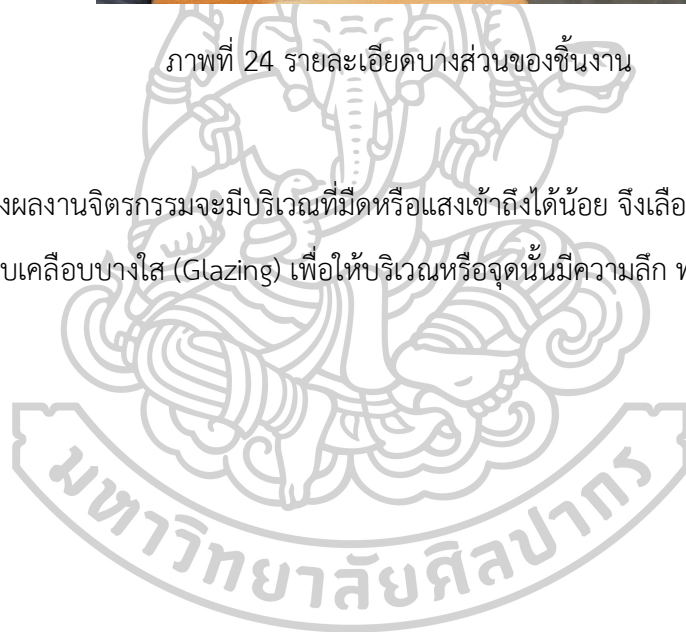 ภาพที่ 24 รายละเอียดบางส่วนของชิ้นงาน
งผลงานจิตรกรรมจะมีบริเวณที่มืดหรือแสงเข้าถึงได้น้อย จึงเลือ
บเคลือบบางใส (Glazing) เพื่อให้บริเวณหรือจุดนั้นมีความลึก
มหาวิทยาลัยศิลปากร